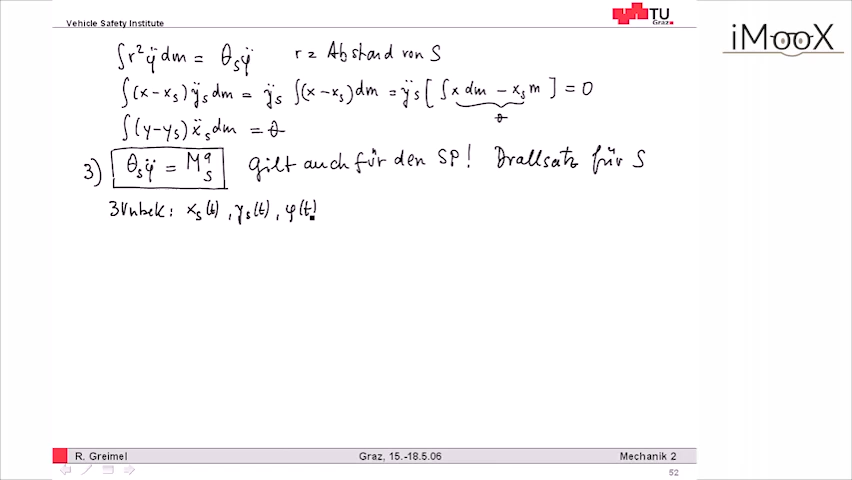 Vehicle Safety Institute
TU
Graz
iMooX
∫r²φ̈ dm = Θ_s φ̈ r = Abstand von S
∫(x-x_s)ÿ_s dm = ÿ_s ∫(x-x_s)dm = ÿ_s [∫x dm - x_s m] = 0
0
∫(y-y_s)ẍ_s dm = 0
3) Θ_s φ̈ = M_s^a Gilt auch für den SP! Drallsatz für S
3 Unbek: x_s(t), y_s(t), φ(t)
R. Greimel Graz, 15.-18.5.06 Mechanik 2
52